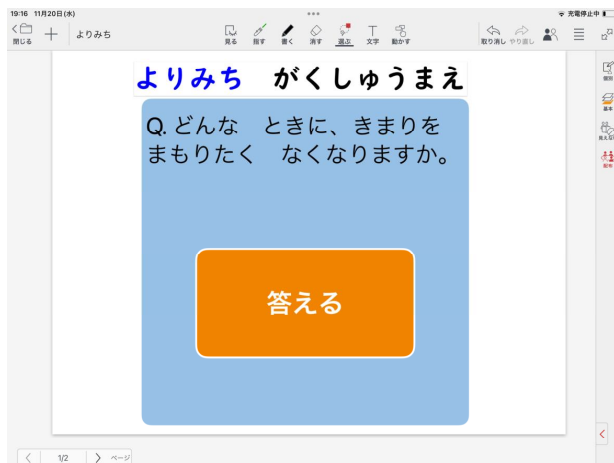 19:16 11月20日(水)
充電停止中
閉じる
よりみち
見る 指す 書く 消す 選ぶ 文字 動かす
取り消し やり直し
よりみち がくしゅうまえ
Q. どんな ときに、きまりを
まもりたく なくなりますか。
答える
基本
配布
1/2 ページ